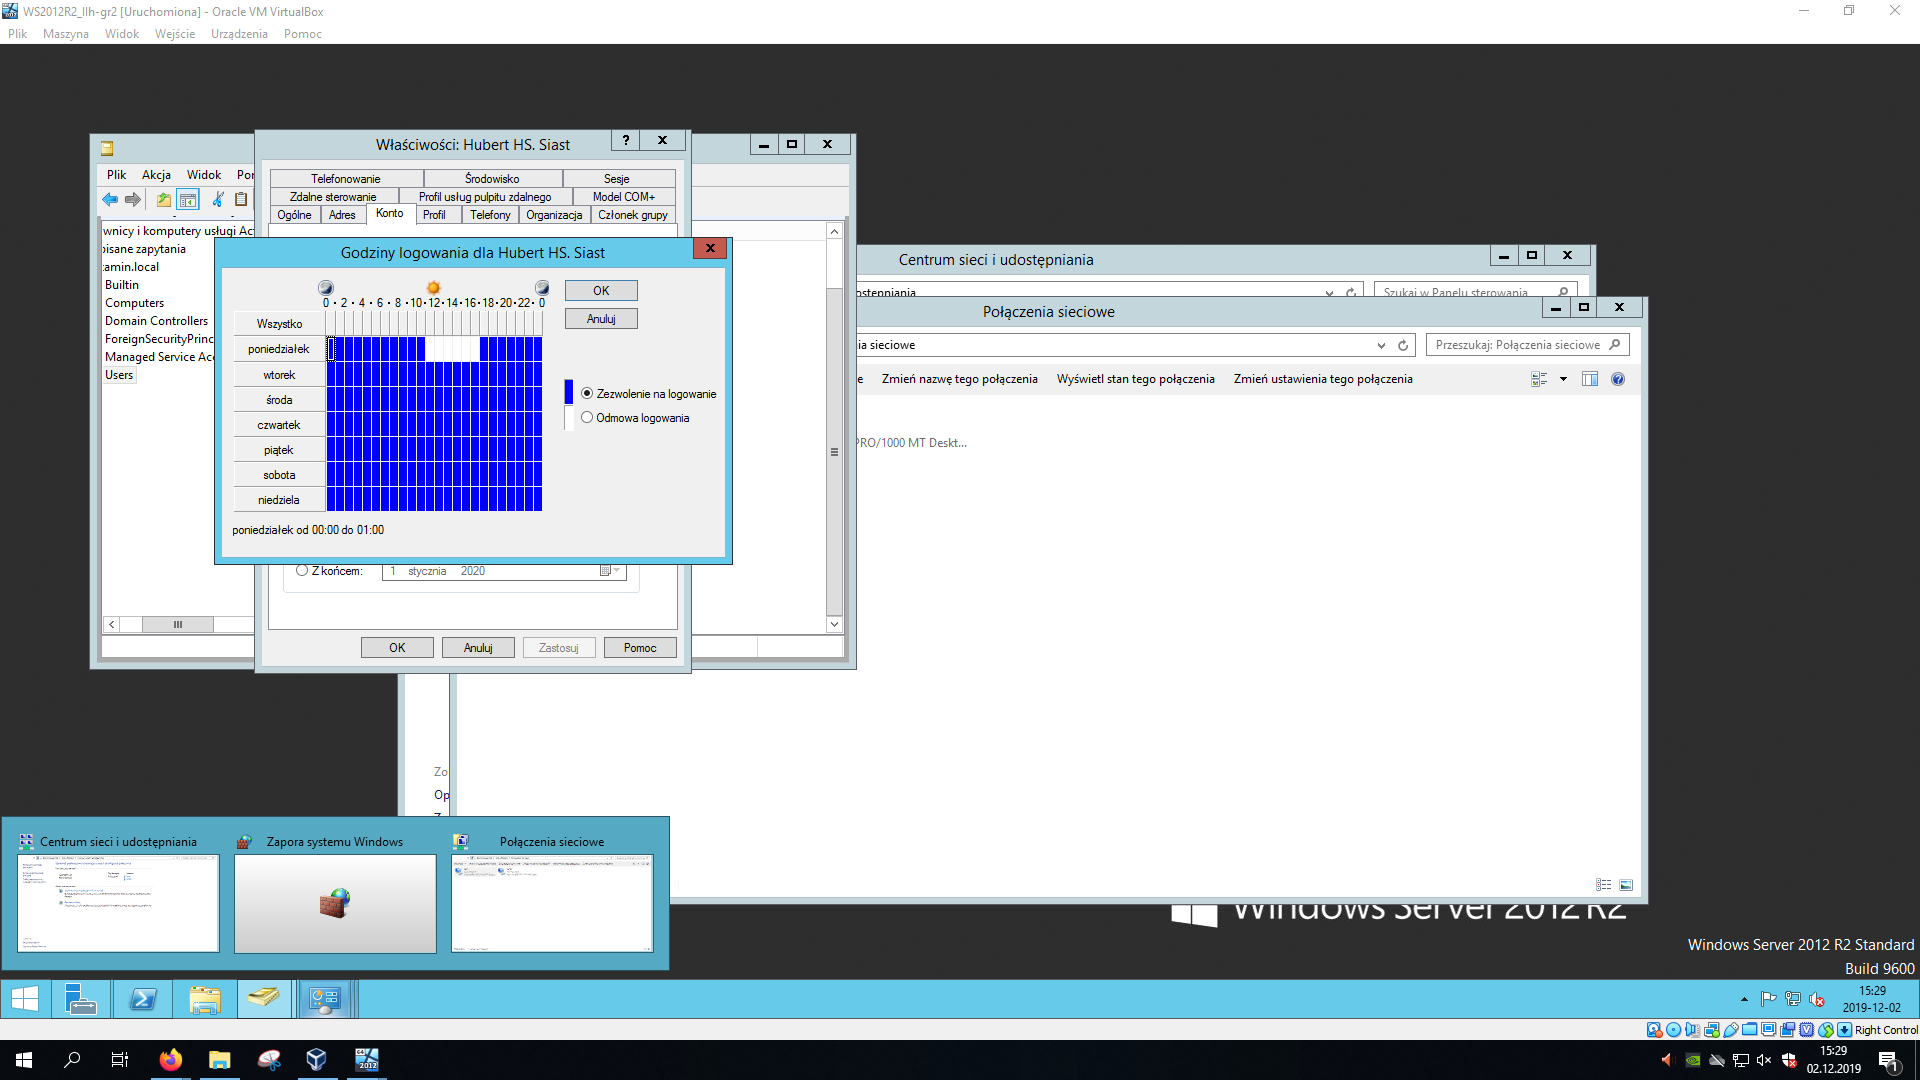 WS2012R2_IIh-gr2 [Uruchomiona] - Oracle VM VirtualBox
Plik Maszyna Widok Wejście Urządzenia Pomoc
Właściwości: Hubert HS. Siast
Plik Akcja Widok
Telefonowanie Środowisko Sesje
Zdalne sterowanie Profil usług pulpitu zdalnego Model COM+
Ogólne Adres Konto Profil Telefony Organizacja Członek grupy
wnicy i komputery usługi Ac
isane zapytania
amin.local
Builtin
Computers
Domain Controllers
ForeignSecurityPrinc
Managed Service Acc
Users
Godziny logowania dla Hubert HS. Siast
0 · 2 · 4 · 6 · 8 · 10 · 12 · 14 · 16 · 18 · 20 · 22 · 0
OK
Anuluj
Wszystko
poniedziałek
wtorek
środa
czwartek
piątek
sobota
niedziela
Zezwolenie na logowanie
Odmowa logowania
poniedziałek od 00:00 do 01:00
Z końcem: 1 stycznia 2020
OK Anuluj Zastosuj Pomoc
Centrum sieci i udostępniania
Szukaj w Panelu sterowania
Połączenia sieciowe
ia sieciowe
Przeszukaj: Połączenia sieciowe
e Zmień nazwę tego połączenia Wyświetl stan tego połączenia Zmień ustawienia tego połączenia
PRO/1000 MT Deskt...
Zo
Op
Centrum sieci i udostępniania Zapora systemu Windows Połączenia sieciowe
Windows Server 2012 R2
Windows Server 2012 R2 Standard
Build 9600
15:29
2019-12-02
Right Control
15:29
02.12.2019
1